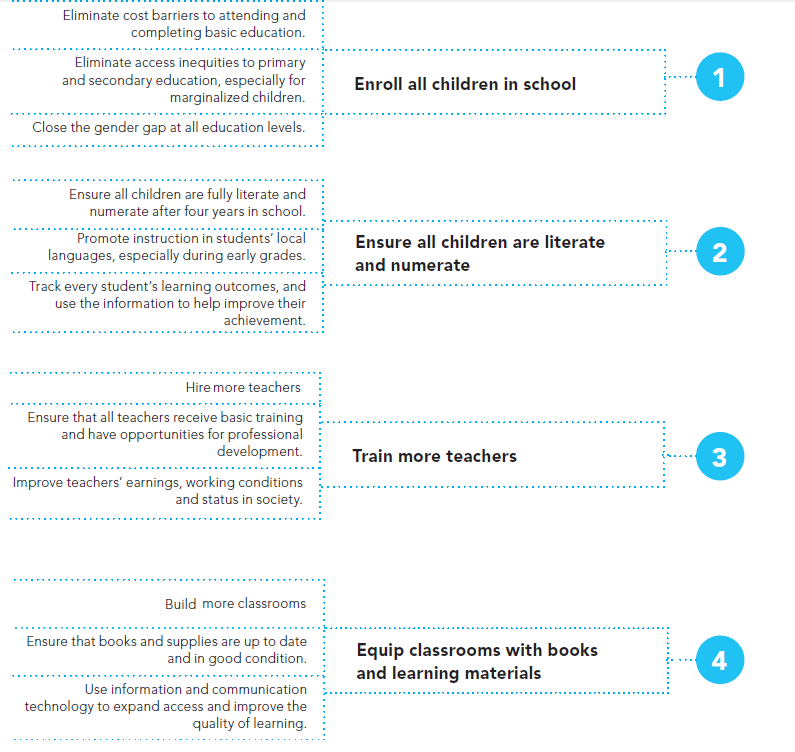 Eliminate cost barriers to attending and
completing basic education.
Eliminate access inequities to primary
and secondary education, especially for
marginalized children.
Close the gender gap at all education levels.
Enroll all children in school
1
Ensure all children are fully literate and
numerate after four years in school.
Promote instruction in students’ local
languages, especially during early grades.
Track every student’s learning outcomes, and
use the information to help improve their
achievement.
Ensure all children are literate
and numerate
2
Hire more teachers
Ensure that all teachers receive basic training
and have opportunities for professional
development.
Improve teachers’ earnings, working conditions
and status in society.
Train more teachers
3
Build more classrooms
Ensure that books and supplies are up to date
and in good condition.
Use information and communication
technology to expand access and improve the
quality of learning.
Equip classrooms with books
and learning materials
4